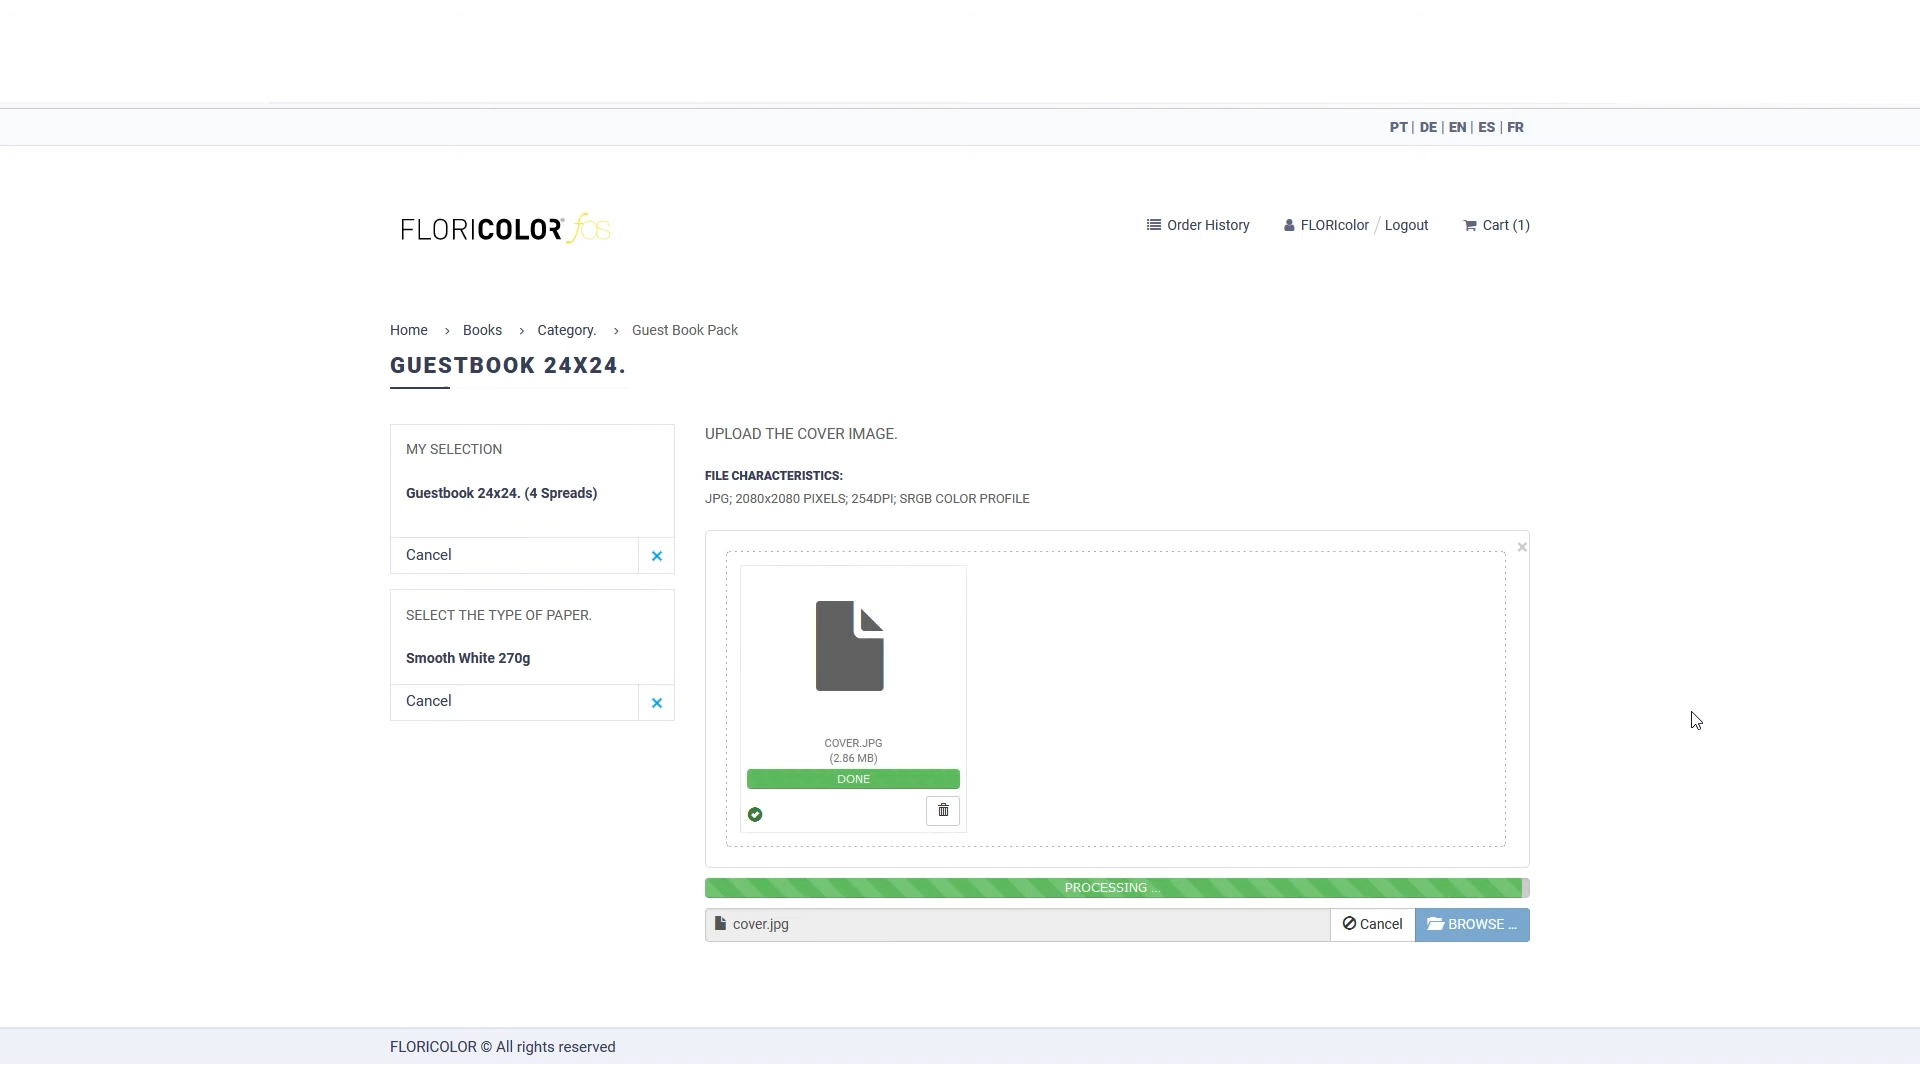 PT | DE | EN | ES | FR
FLORICOLOR® fos
Order History
FLORIcolor / Logout
Cart (1)
Home › Books › Category. › Guest Book Pack
GUESTBOOK 24X24.
MY SELECTION
Guestbook 24x24. (4 Spreads)
Cancel ×
SELECT THE TYPE OF PAPER.
Smooth White 270g
Cancel ×
UPLOAD THE COVER IMAGE.
FILE CHARACTERISTICS:
JPG; 2080x2080 PIXELS; 254DPI; SRGB COLOR PROFILE
×
COVER.JPG
(2.86 MB)
DONE
PROCESSING ...
cover.jpg
Cancel
BROWSE ...
FLORICOLOR © All rights reserved